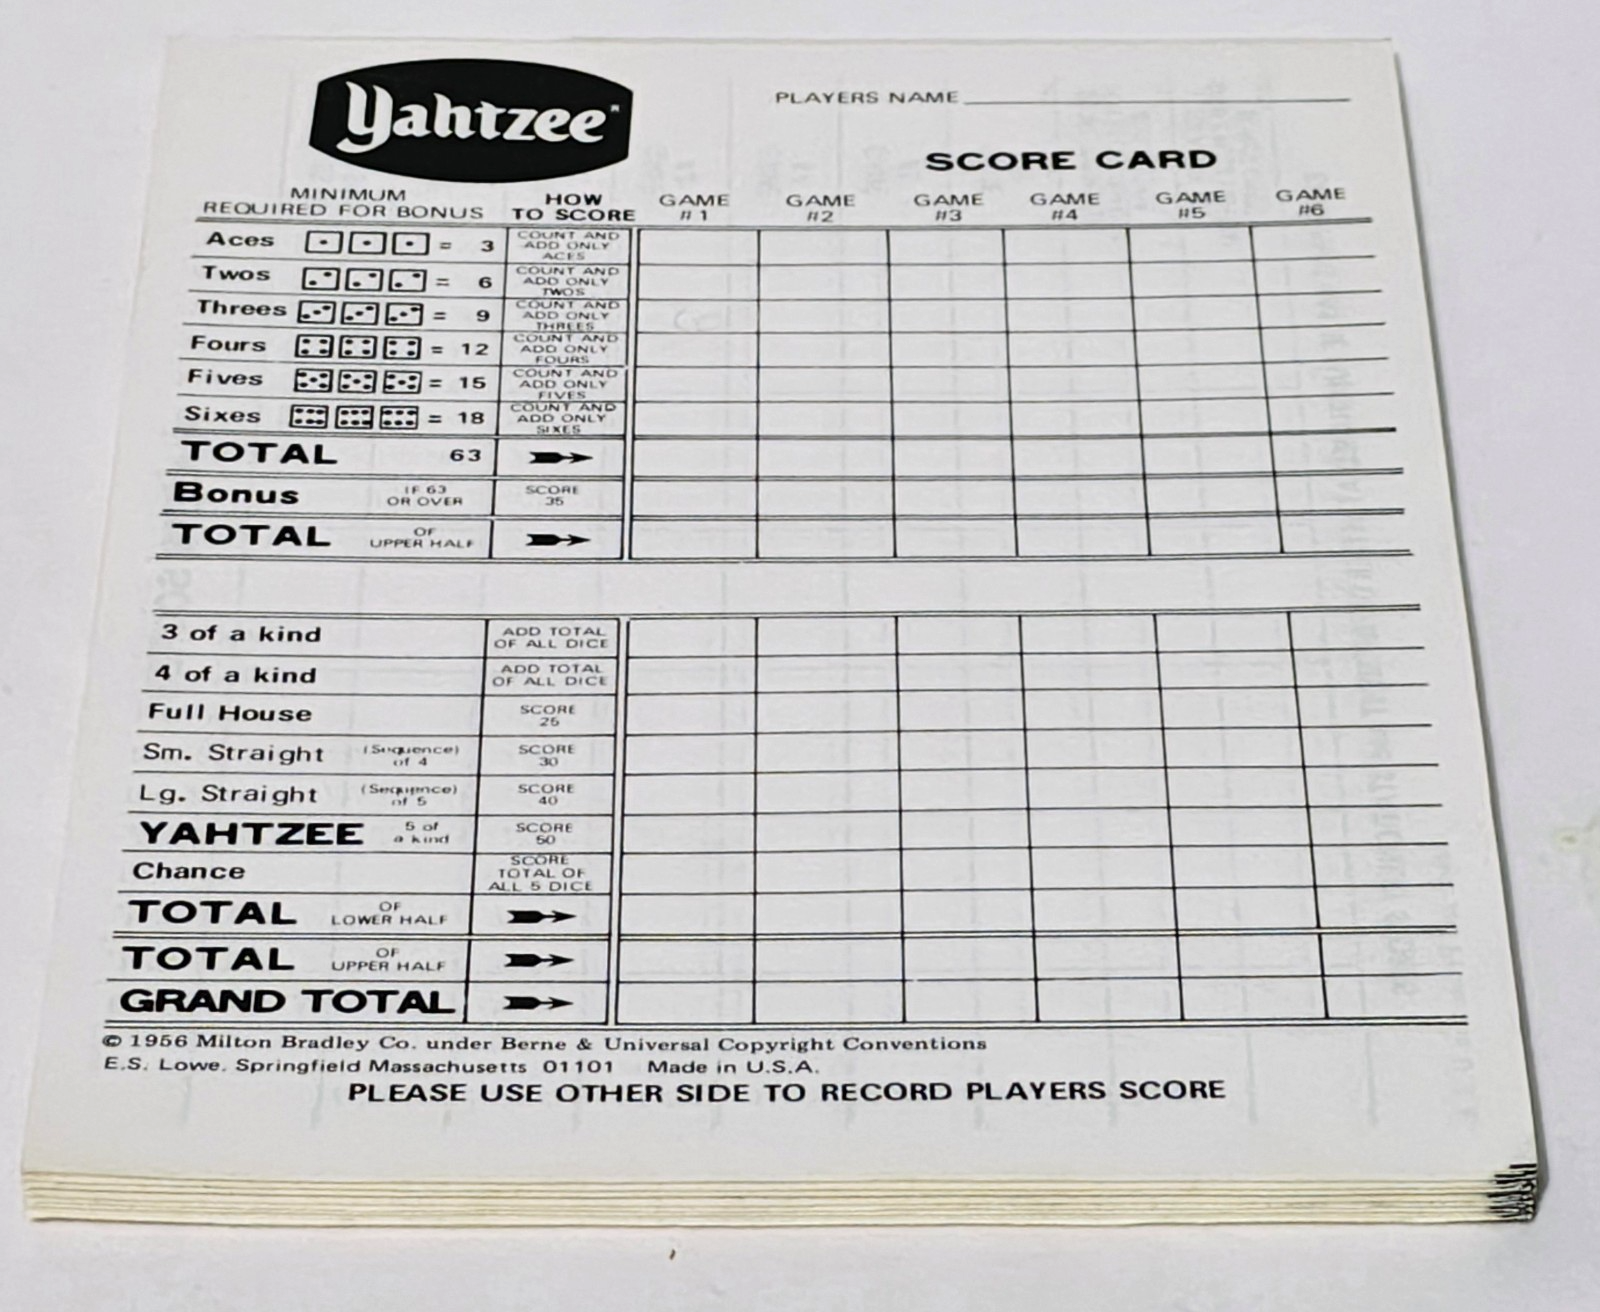 Yahtzee
PLAYERS NAME
SCORE CARD
MINIMUM
REQUIRED FOR BONUS
HOW
TO SCORE
GAME
#1
GAME
#2
GAME
#3
GAME
#4
GAME
#5
GAME
#6
Aces = 3
COUNT AND
ADD ONLY
ACES
Twos = 6
COUNT AND
ADD ONLY
TWOS
Threes = 9
COUNT AND
ADD ONLY
THREES
Fours = 12
COUNT AND
ADD ONLY
FOURS
Fives = 15
COUNT AND
ADD ONLY
FIVES
Sixes = 18
COUNT AND
ADD ONLY
SIXES
TOTAL 63
Bonus
IF 63
OR OVER
SCORE
35
TOTAL
OF
UPPER HALF
3 of a kind
ADD TOTAL
OF ALL DICE
4 of a kind
ADD TOTAL
OF ALL DICE
Full House
SCORE
25
Sm. Straight
(Sequence)
of 4
SCORE
30
Lg. Straight
(Sequence)
of 5
SCORE
40
YAHTZEE
5 of
a kind
SCORE
50
Chance
SCORE
TOTAL OF
ALL 5 DICE
TOTAL
OF
LOWER HALF
TOTAL
OF
UPPER HALF
GRAND TOTAL
© 1956 Milton Bradley Co. under Berne & Universal Copyright Conventions
E.S. Lowe. Springfield Massachusetts 01101 Made in U.S.A.
PLEASE USE OTHER SIDE TO RECORD PLAYERS SCORE